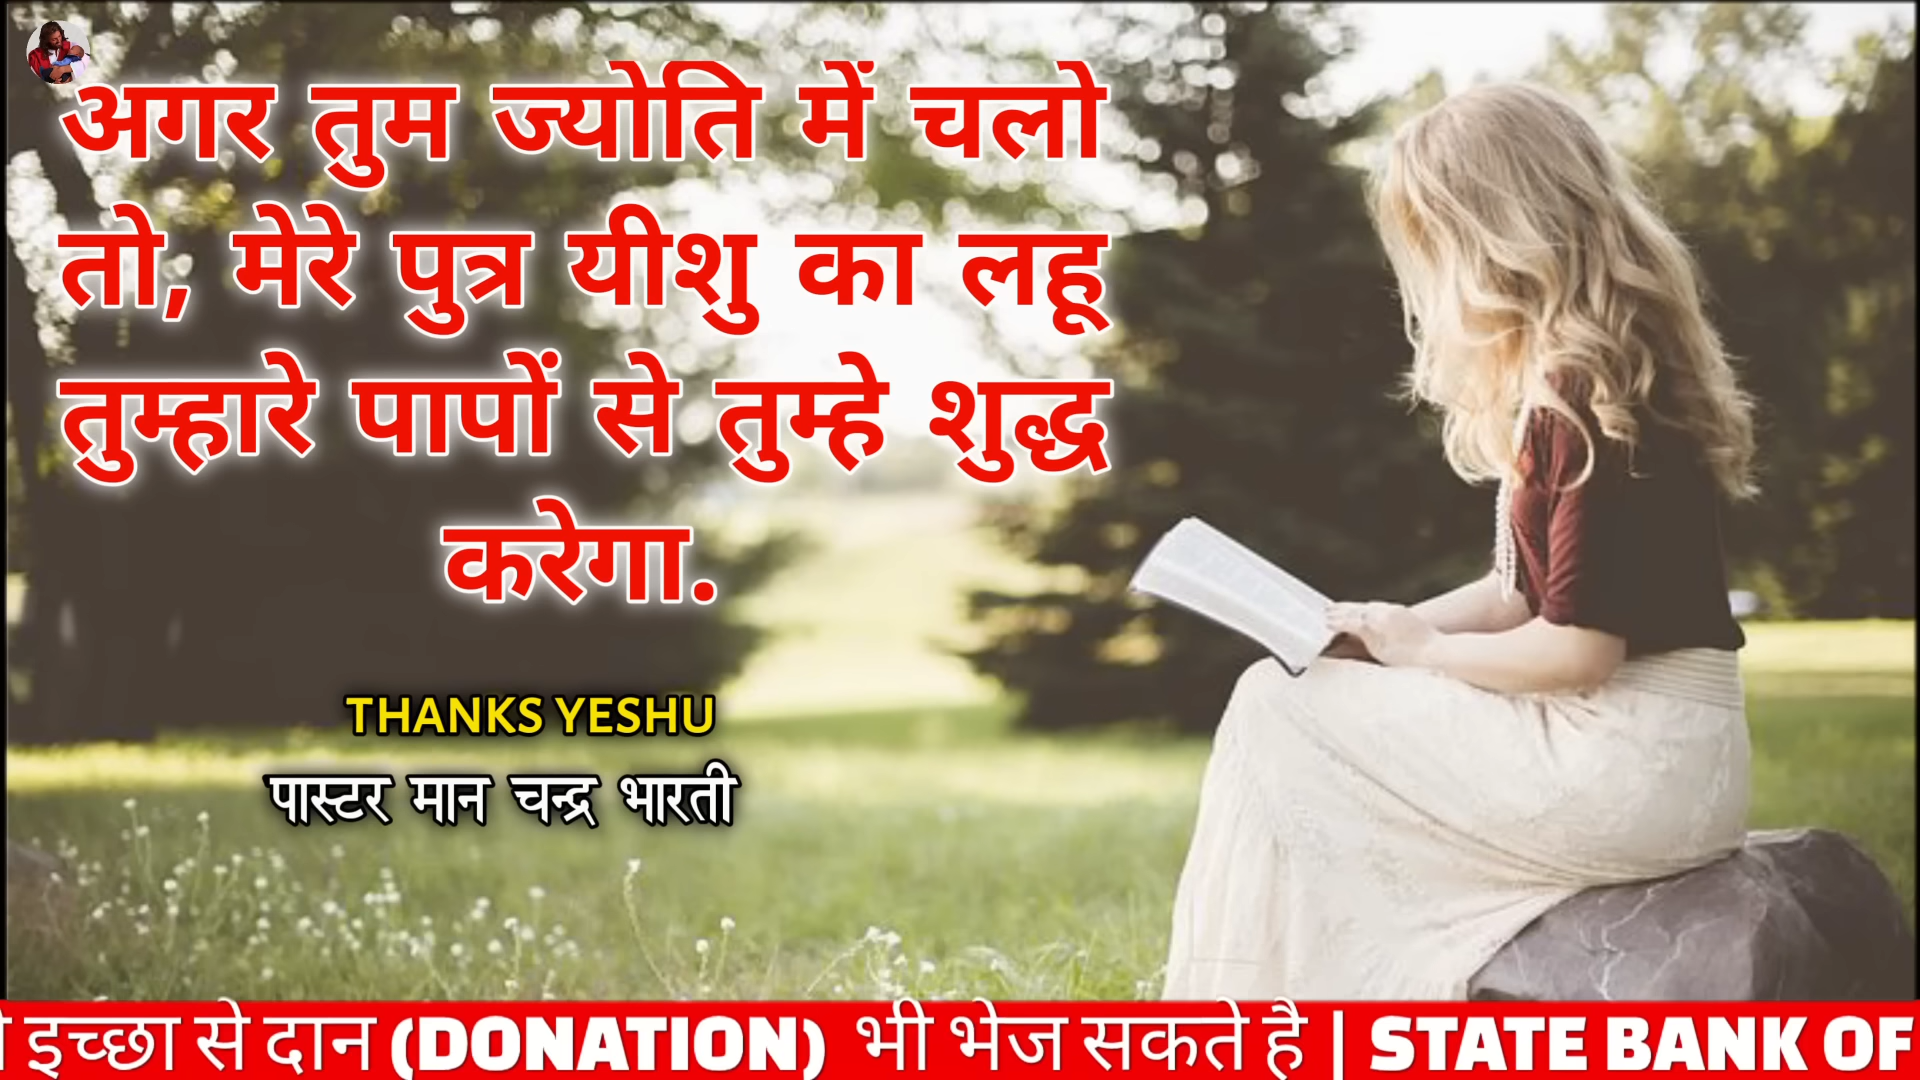 अगर तुम ज्योति में चलो
तो, मेरे पुत्र यीशु का लहू
तुम्हारे पापों से तुम्हे शुद्ध
करेगा.
THANKS YESHU
पास्टर मान चन्द्र भारती
इच्छा से दान (DONATION) भी भेज सकते है | STATE BANK OF